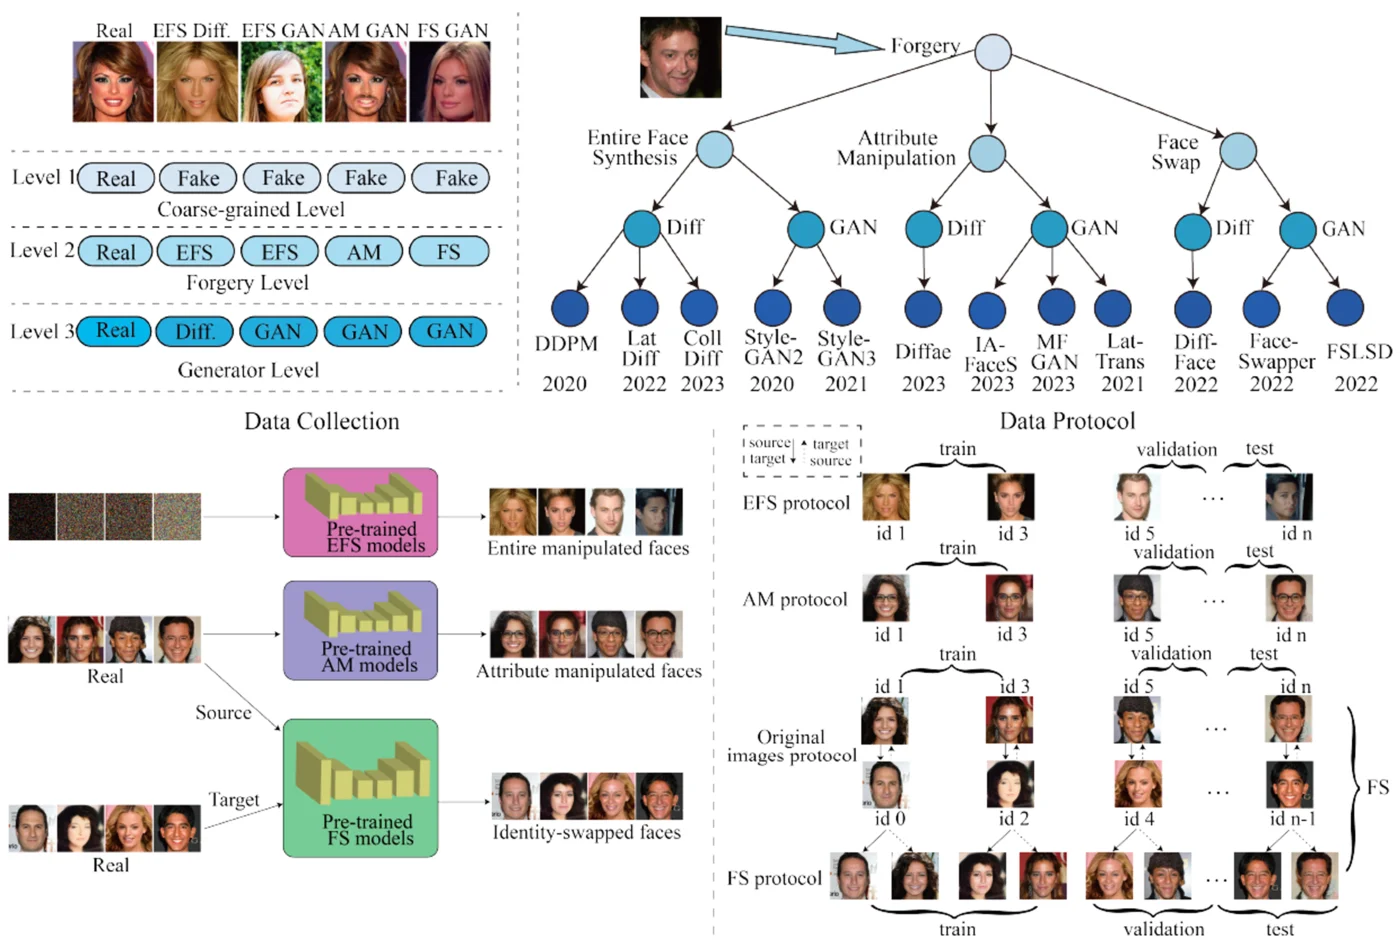 Real EFS Diff. EFS GAN AM GAN FS GAN
Level 1 Real Fake Fake Fake Fake
Coarse-grained Level
Level 2 Real EFS EFS AM FS
Forgery Level
Level 3 Real Diff. GAN GAN GAN
Generator Level
Forgery
Entire Face
Synthesis
Attribute
Manipulation
Face
Swap
Diff GAN Diff GAN Diff GAN
DDPM
2020
Lat
Diff
2022
Coll
Diff
2023
Style-
GAN2
2020
Style-
GAN3
2021
Diffae
2023
IA-
FaceS
2023
MF
GAN
2023
Lat-
Trans
2021
Diff-
Face
2022
Face-
Swapper
2022
FSLSD
2022
Data Collection
Pre-trained
EFS models
Entire manipulated faces
Real
Pre-trained
AM models
Attribute manipulated faces
Source
Target
Real
Pre-trained
FS models
Identity-swapped faces
Data Protocol
source target
target source
train validation test
EFS protocol ...
id 1 id 3 id 5 id n
train validation test
AM protocol ...
id 1 id 3 id 5 id n
train validation test
id 1 id 3 id 5 id n
...
Original
images protocol
...
id 0 id 2 id 4 id n-1
FS protocol ...
train validation test
FS